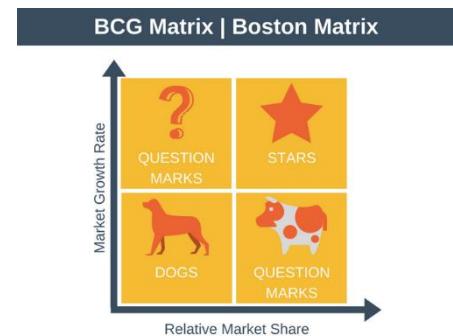 BCG Matrix | Boston Matrix
Market Growth Rate
QUESTION
MARKS
STARS
DOGS
QUESTION
MARKS
Relative Market Share